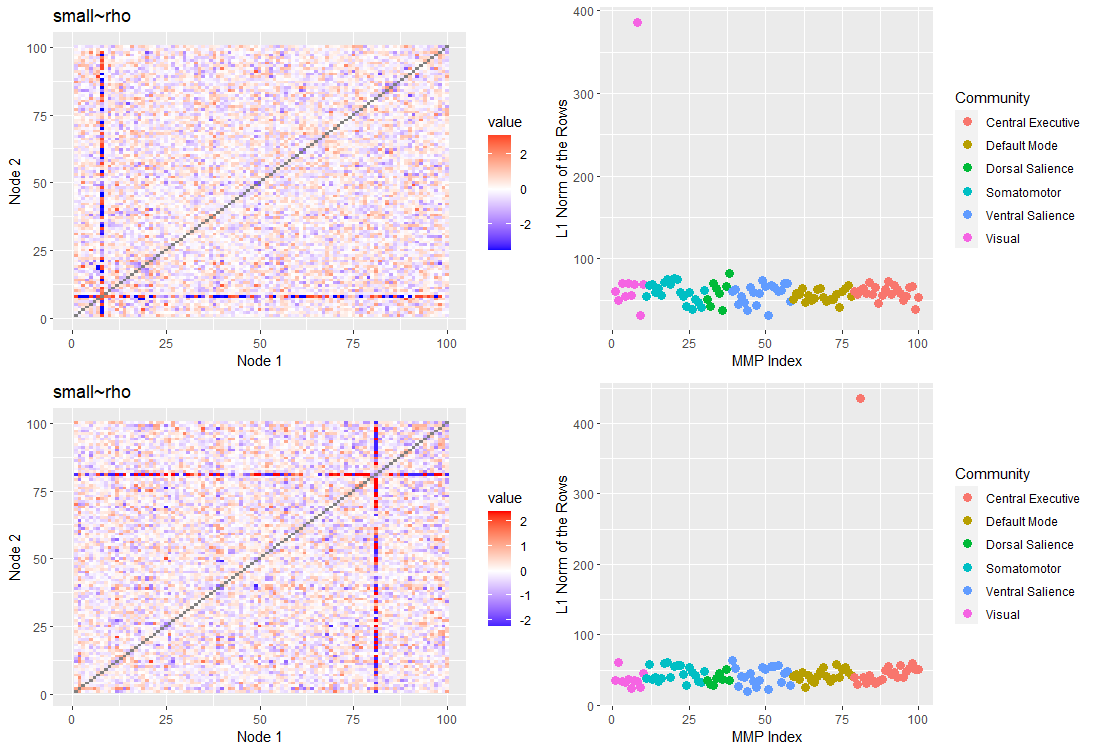 small~rho
100
75
50
25
0
Node 2
0
25
50
75
100
Node 1
value
2
0
-2
400
300
200
100
L1 Norm of the Rows
0
25
50
75
100
MMP Index
Community
Central Executive
Default Mode
Dorsal Salience
Somatomotor
Ventral Salience
Visual
small~rho
100
75
50
25
0
Node 2
0
25
50
75
100
Node 1
value
2
1
0
-1
-2
400
300
200
100
0
L1 Norm of the Rows
0
25
50
75
100
MMP Index
Community
Central Executive
Default Mode
Dorsal Salience
Somatomotor
Ventral Salience
Visual